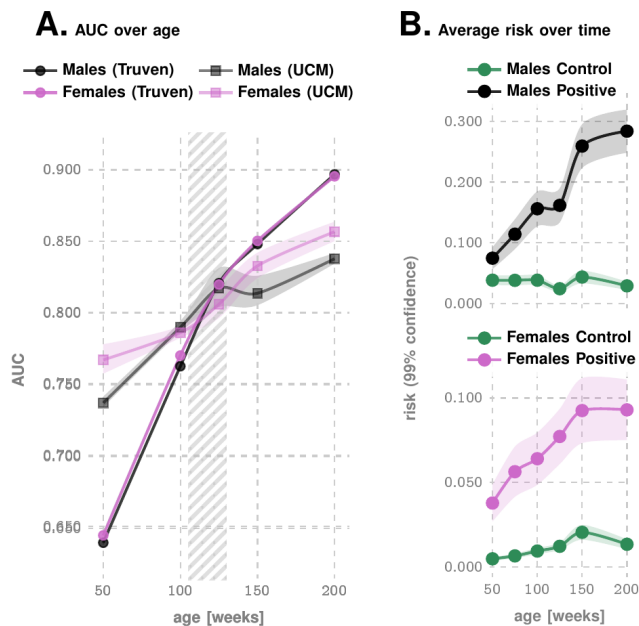 A. AUC over age
Males (Truven)
Females (Truven)
Males (UCM)
Females (UCM)
0.900
0.850
0.800
0.750
0.700
0.650
AUC
50
100
150
200
age [weeks]
B. Average risk over time
Males Control
Males Positive
0.300
0.200
0.100
0.000
risk (99% confidence)
Females Control
Females Positive
0.100
0.050
0.000
50
100
150
200
age [weeks]